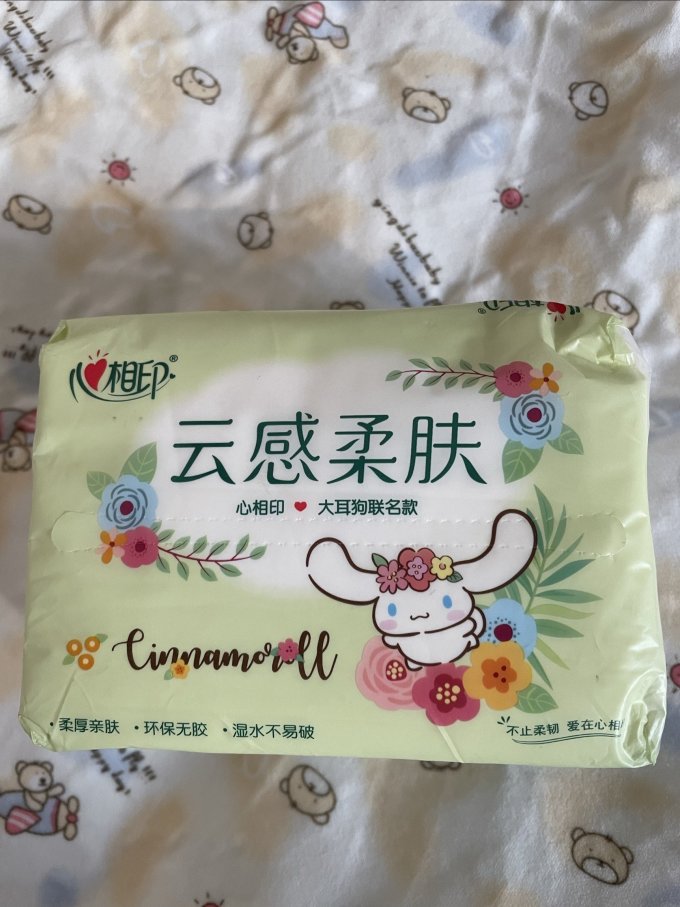 心相印®
云感柔肤
心相印 大耳狗联名款
Cinnamoroll
·柔厚亲肤 ·环保无胶 ·湿水不易破
不止柔韧 爱在心相